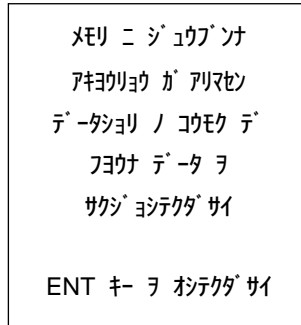 ﾒﾓﾘ ﾆ ｼﾞｭｳﾌﾞﾝﾅ
ｱｷﾖｳﾘｮｳ ｶﾞ ｱﾘﾏｾﾝ
ﾃﾞｰﾀｼｮﾘ ﾉ ｺｳﾓｸ ﾃﾞ
ﾌﾖｳﾅ ﾃﾞｰﾀ ｦ
ｻｸｼﾞｮｼﾃｸﾀﾞｻｲ
ENT ｷｰ ｦ ｵｼﾃｸﾀﾞｻｲ